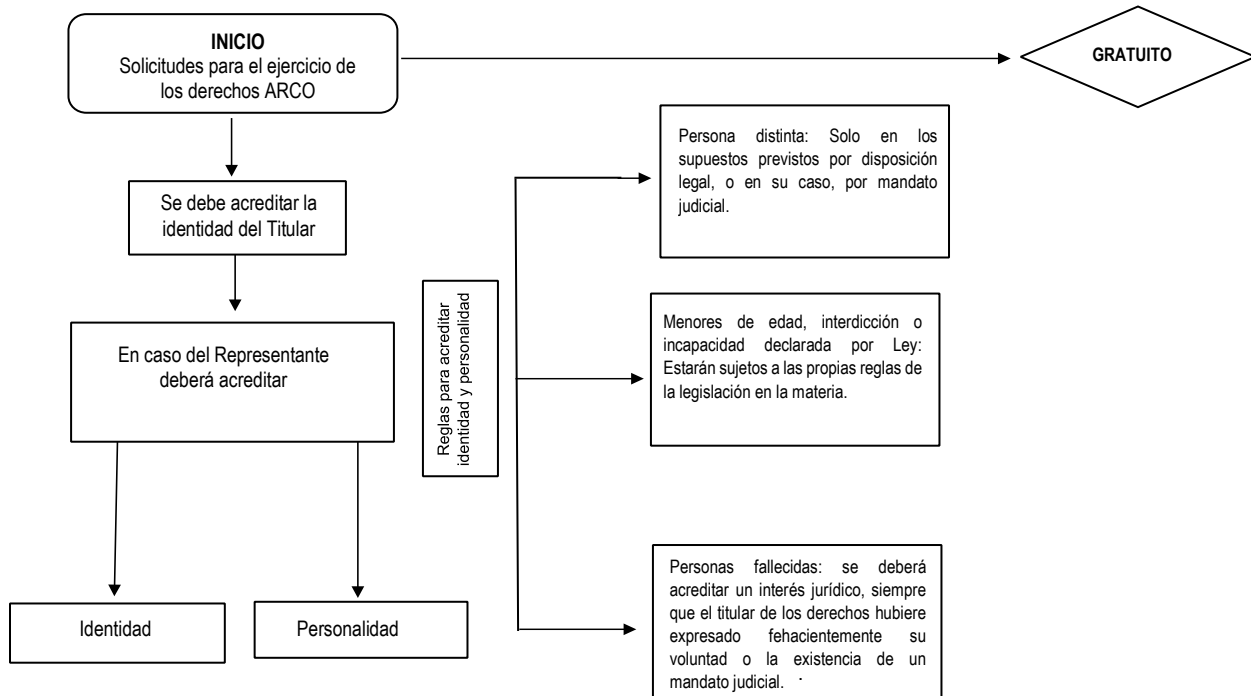 INICIO
Solicitudes para el ejercicio de
los derechos ARCO
GRATUITO
Se debe acreditar la
identidad del Titular
En caso del Representante
deberá acreditar
Identidad
Personalidad
Reglas para acreditar
identidad y personalidad
Persona distinta: Solo en los
supuestos previstos por disposición
legal, o en su caso, por mandato
judicial.
Menores de edad, interdicción o
incapacidad declarada por Ley:
Estarán sujetos a las propias reglas de
la legislación en la materia.
Personas fallecidas: se deberá
acreditar un interés jurídico, siempre
que el titular de los derechos hubiere
expresado fehacientemente su
voluntad o la existencia de un
mandato judicial.